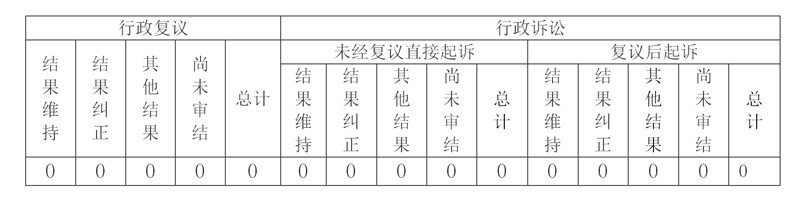 行政复议 行政诉讼
未经复议直接起诉 复议后起诉
结果维持 结果纠正 其他结果 尚未审结 总计 结果维持 结果纠正 其他结果 尚未审结 总计 结果维持 结果纠正 其他结果 尚未审结 总计
0 0 0 0 0 0 0 0 0 0 0 0 0 0 0